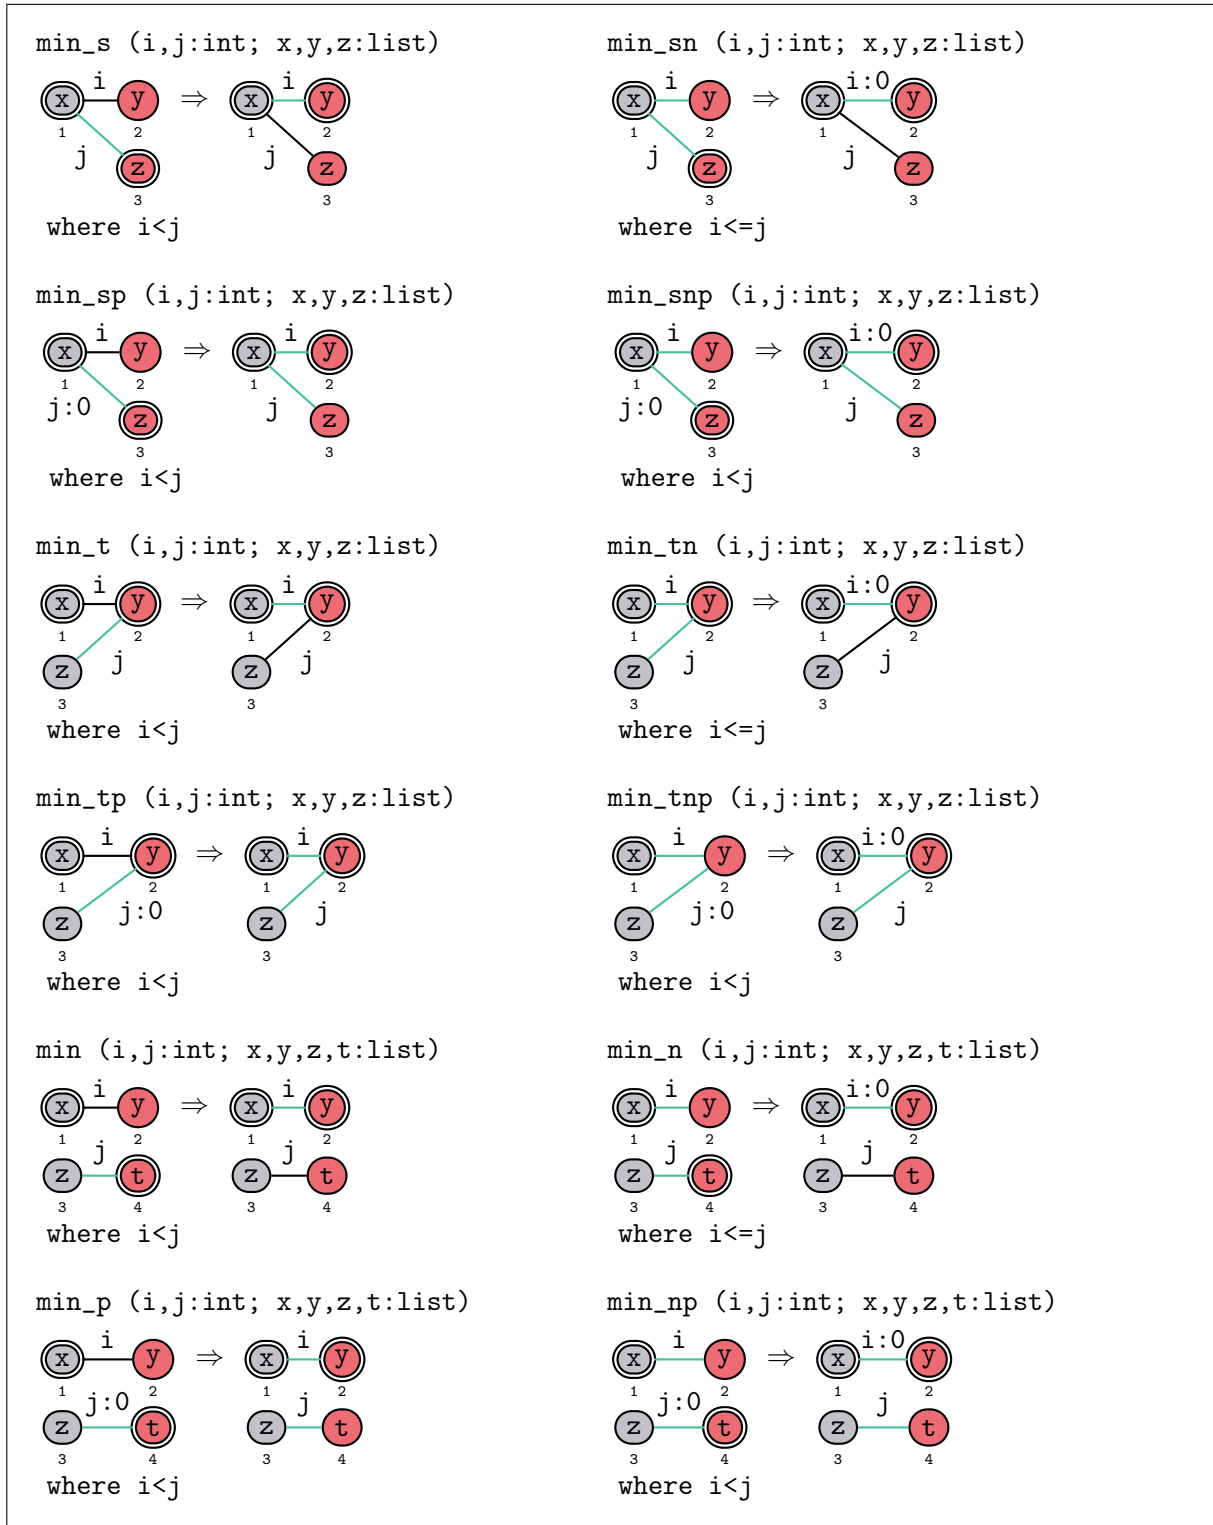 min_s (i,j:int; x,y,z:list)
x i y ⇒ x i y
1 2 1 2
j z j z
3 3
where i<j
min_sn (i,j:int; x,y,z:list)
x i y ⇒ x i:0 y
1 2 1 2
j z j z
3 3
where i<=j
min_sp (i,j:int; x,y,z:list)
x i y ⇒ x i y
1 2 1 2
j:0 z j z
3 3
where i<j
min_snp (i,j:int; x,y,z:list)
x i y ⇒ x i:0 y
1 2 1 2
j:0 z j z
3 3
where i<j
min_t (i,j:int; x,y,z:list)
x i y ⇒ x i y
1 2 1 2
z j z j
3 3
where i<j
min_tn (i,j:int; x,y,z:list)
x i y ⇒ x i:0 y
1 2 1 2
z j z j
3 3
where i<=j
min_tp (i,j:int; x,y,z:list)
x i y ⇒ x i y
1 2 1 2
z j:0 z j
3 3
where i<j
min_tnp (i,j:int; x,y,z:list)
x i y ⇒ x i:0 y
1 2 1 2
z j:0 z j
3 3
where i<j
min (i,j:int; x,y,z,t:list)
x i y ⇒ x i y
1 2 1 2
z j t z j t
3 4 3 4
where i<j
min_n (i,j:int; x,y,z,t:list)
x i y ⇒ x i:0 y
1 2 1 2
z j t z j t
3 4 3 4
where i<=j
min_p (i,j:int; x,y,z,t:list)
x i y ⇒ x i y
1 2 1 2
z j:0 t z j t
3 4 3 4
where i<j
min_np (i,j:int; x,y,z,t:list)
x i y ⇒ x i:0 y
1 2 1 2
z j:0 t z j t
3 4 3 4
where i<j